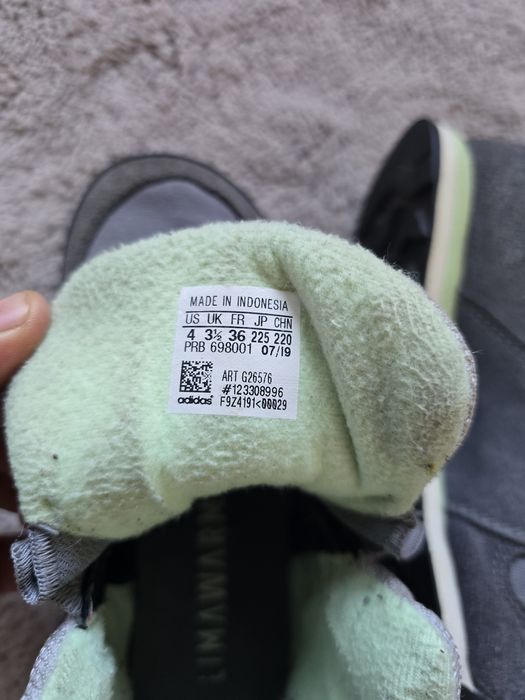 MADE IN INDONESIA
US UK FR JP CHN
4 3½ 36 225 220
PRB 698001 07/19
ART G26576
#123308996
adidas F9Z4191<00029
LIMAWARM